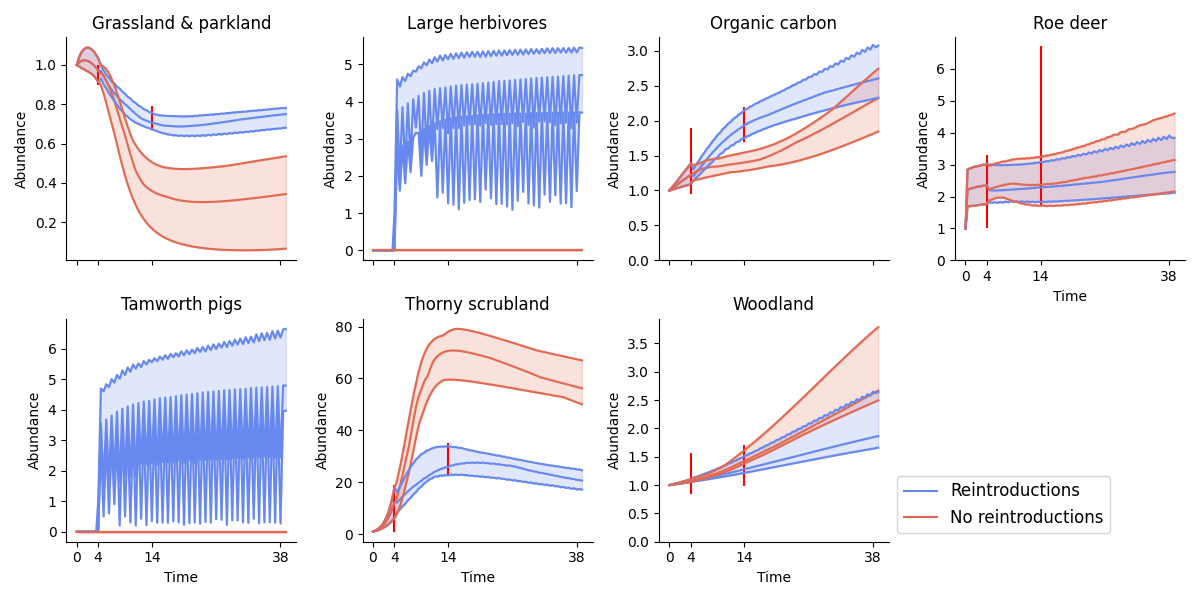 Grassland & parkland
Abundance
1.0
0.8
0.6
0.4
0.2
Large herbivores
Abundance
5
4
3
2
1
0
Organic carbon
Abundance
3.0
2.5
2.0
1.5
1.0
0.5
0.0
Roe deer
Abundance
6
5
4
3
2
1
0
0 4 14 38
Time
Tamworth pigs
Abundance
6
5
4
3
2
1
0
0 4 14 38
Time
Thorny scrubland
Abundance
80
60
40
20
0
0 4 14 38
Time
Woodland
Abundance
3.5
3.0
2.5
2.0
1.5
1.0
0.5
0.0
0 4 14 38
Time
Reintroductions
No reintroductions